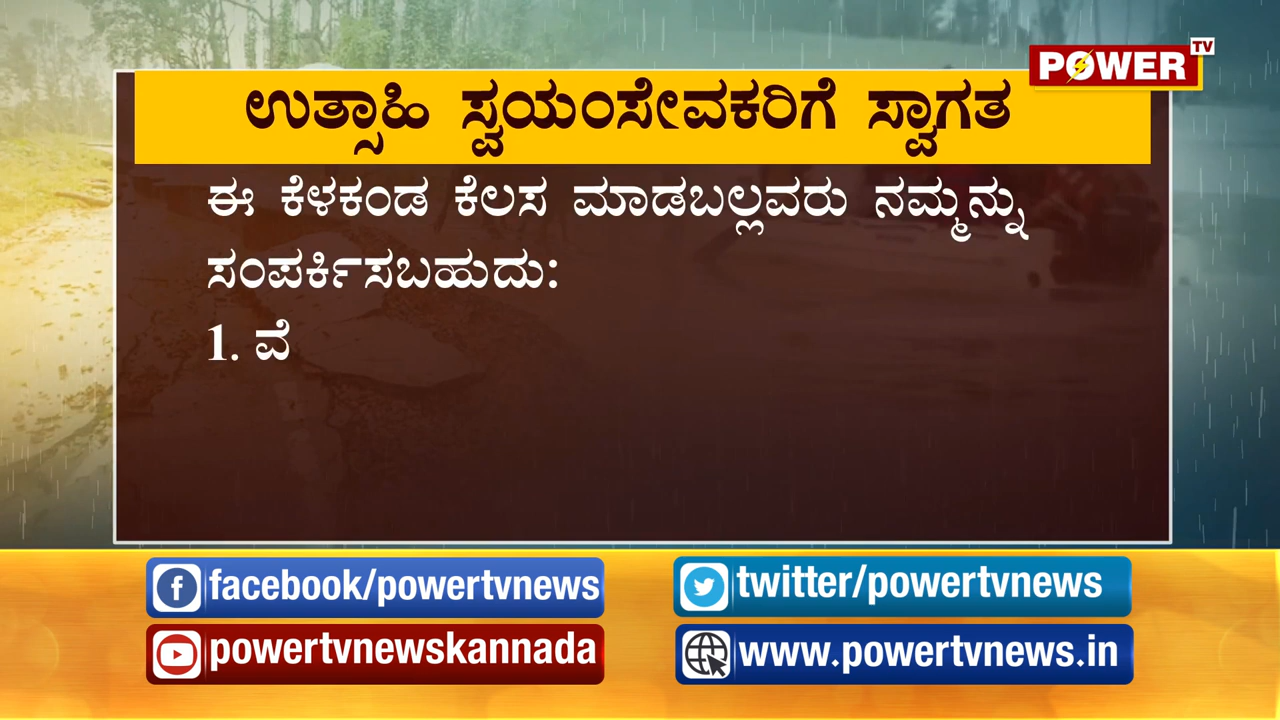 POWER TV
ಉತ್ಸಾಹಿ ಸ್ವಯಂಸೇವಕರಿಗೆ ಸ್ವಾಗತ
ಈ ಕೆಳಕಂಡ ಕೆಲಸ ಮಾಡಬಲ್ಲವರು ನಮ್ಮನ್ನು
ಸಂಪರ್ಕಿಸಬಹುದು:
1. ವೆ
facebook/powertvnews
twitter/powertvnews
powertvnewskannada
www.powertvnews.in